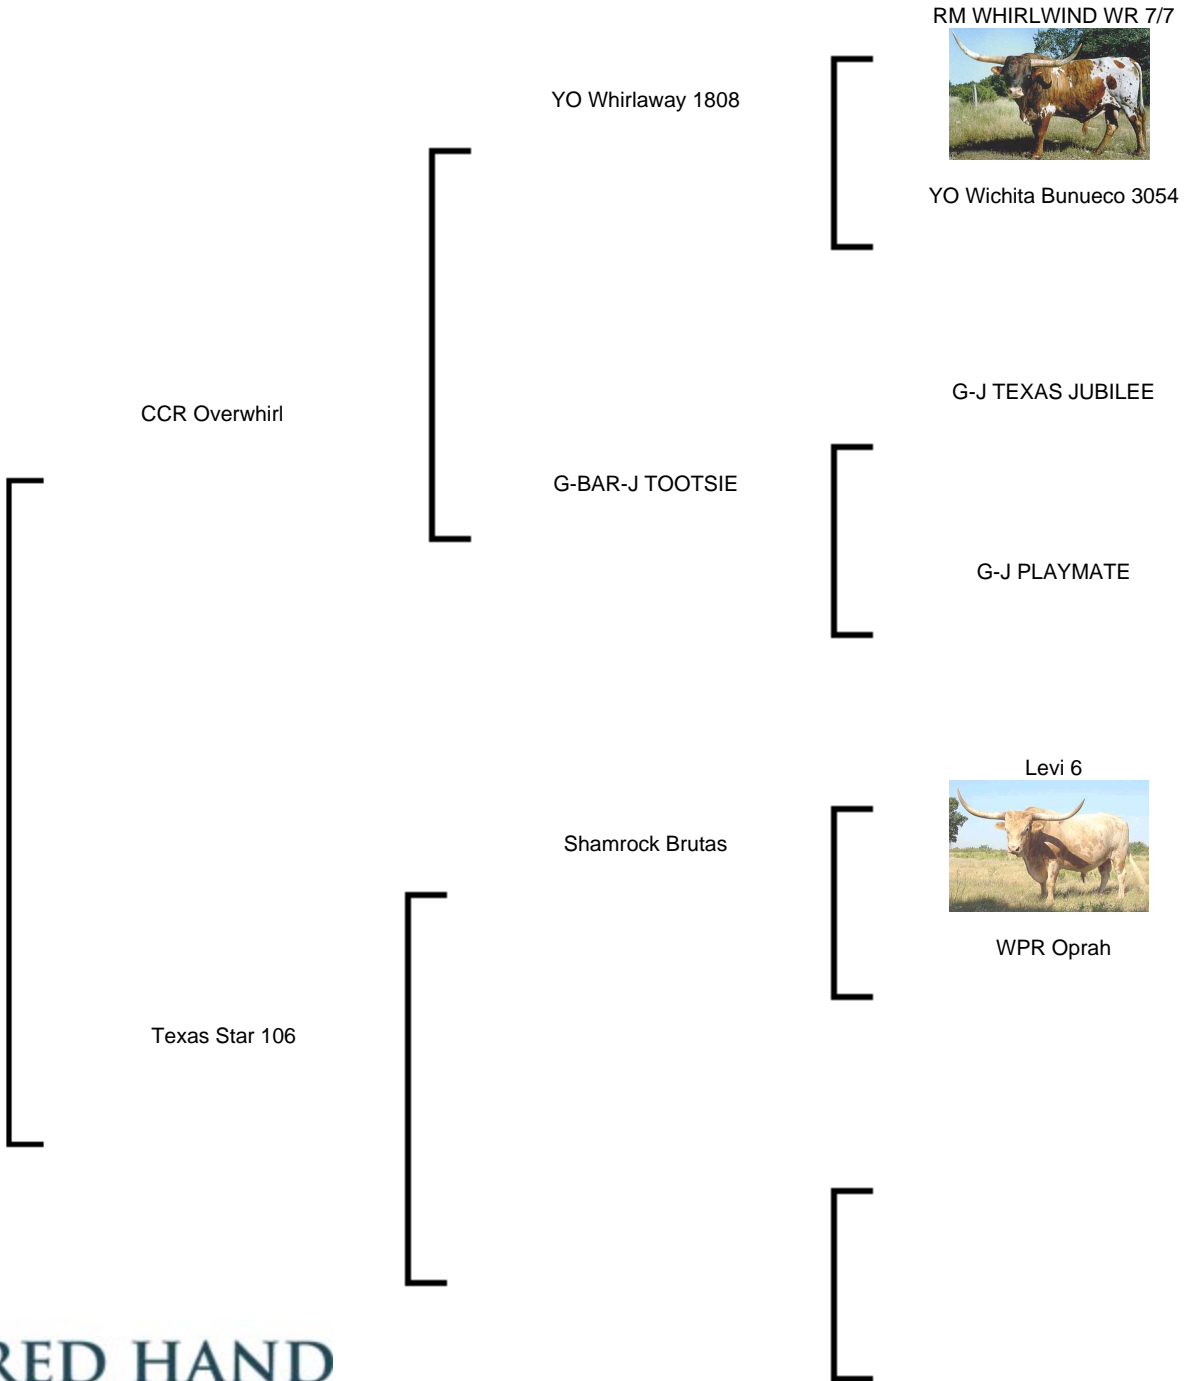 RM WHIRLWIND WR 7/7
YO Whirlaway 1808
YO Wichita Bunueco 3054
CCR Overwhirl
G-J TEXAS JUBILEE
G-BAR-J TOOTSIE
G-J PLAYMATE
Levi 6
Shamrock Brutas
WPR Oprah
Texas Star 106
RED HAND